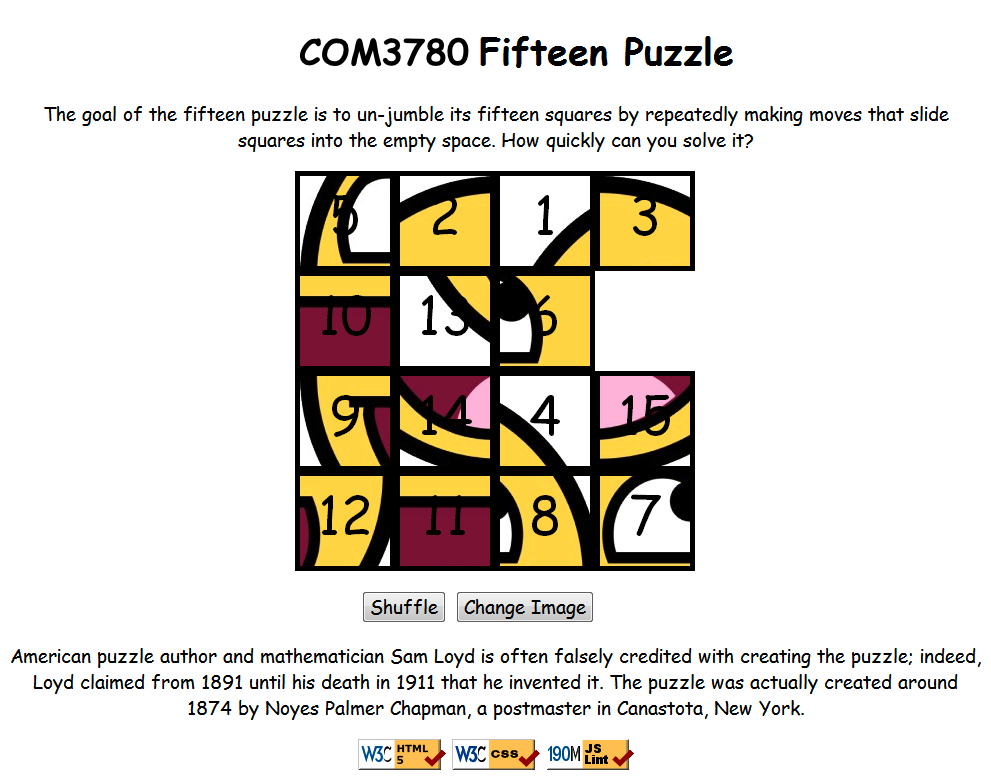 COM3780 Fifteen Puzzle
The goal of the fifteen puzzle is to un-jumble its fifteen squares by repeatedly making moves that slide
squares into the empty space. How quickly can you solve it?
5 2 1 3
10 13 6
9 14 4 15
12 11 8 7
Shuffle Change Image
American puzzle author and mathematician Sam Loyd is often falsely credited with creating the puzzle; indeed,
Loyd claimed from 1891 until his death in 1911 that he invented it. The puzzle was actually created around
1874 by Noyes Palmer Chapman, a postmaster in Canastota, New York.
W3C HTML 5 W3C css 190M JS Lint